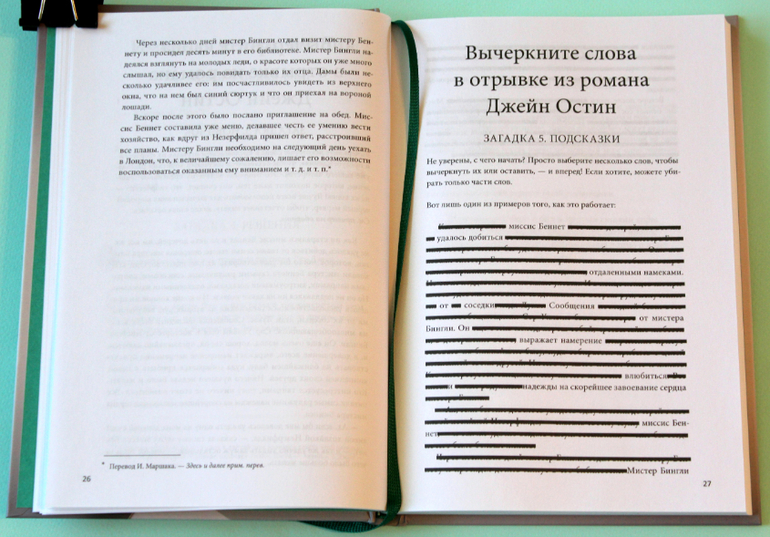 Через несколько дней мистер Бингли отдал визит мистеру Бен-
нету и просидел десять минут в его библиотеке. Мистер Бингли на-
деялся взглянуть на молодых леди, о красоте которых он уже много
слышал, но ему удалось повидать только их отца. Дамы были не-
сколько удачливее его: им посчастливилось увидеть из верхнего
окна, что на нем был синий сюртук и что он приехал на вороной
лошади.
Вскоре после этого было послано приглашение на обед. Мис-
сис Беннет составила уже меню, делавшее честь ее умению вести
хозяйство, как вдруг из Незерфилда пришел ответ, расстроивший
все планы. Мистеру Бингли необходимо на следующий день уехать
в Лондон, что, к величайшему сожалению, лишает его возможности
воспользоваться оказанным ему вниманием и т. д. и т. п.*
* Перевод И. Маршака. — Здесь и далее прим. перев.
26
Вычеркните слова
в отрывке из романа
Джейн Остин
ЗАГАДКА 5. ПОДСКАЗКИ
Не уверены, с чего начать? Просто выберите несколько слов, чтобы
вычеркнуть их или оставить, — и вперед! Если хотите, можете уби-
рать только части слов.
Вот лишь один из примеров того, как это работает:
миссис Беннет
удалось добиться
отдаленными намеками.
от соседки Сообщения
от мистера
Бингли. Он
выражает намерение
влюбиться
и надежды на скорейшее завоевание сердца
миссис Бен-
нет
Мистер Бингли
27